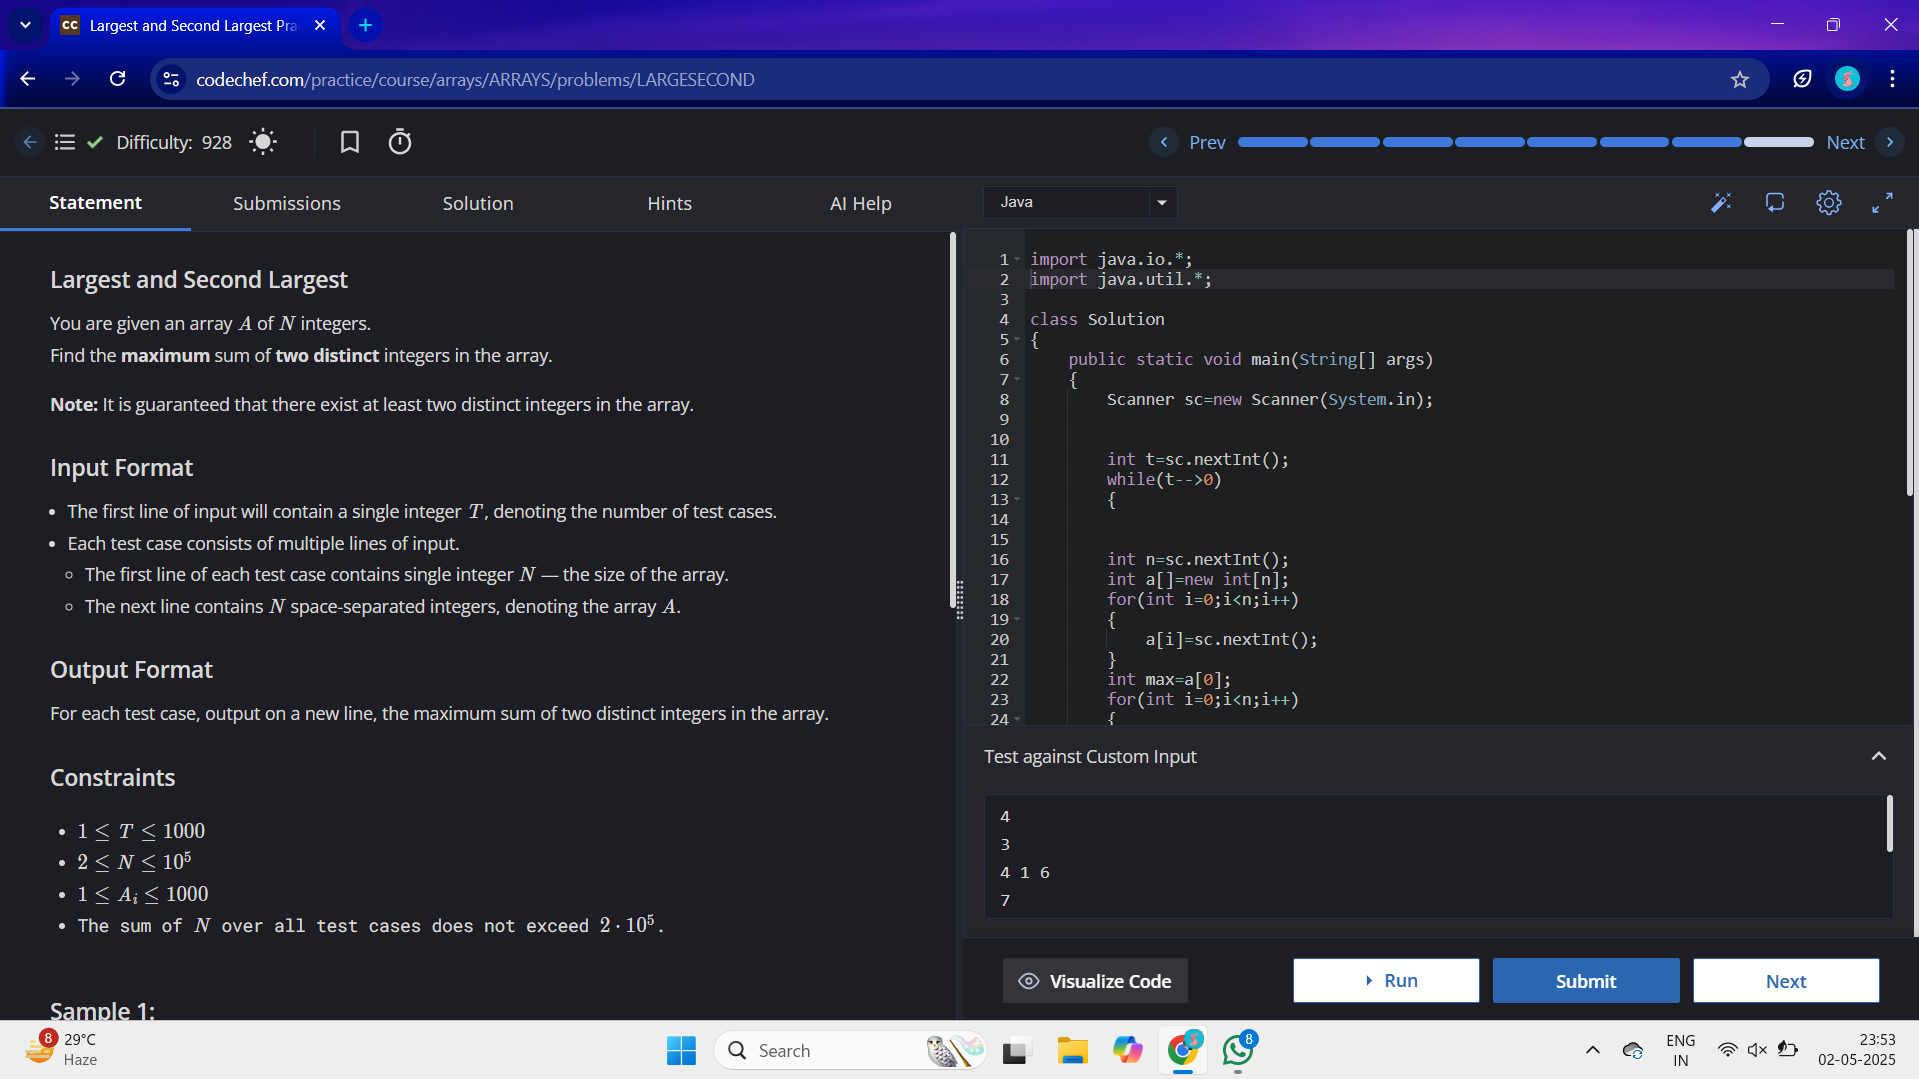 CC Largest and Second Largest Pra
codechef.com/practice/course/arrays/ARRAYS/problems/LARGESECOND
Difficulty: 928
Prev
Next
Statement
Submissions
Solution
Hints
AI Help
Java
Largest and Second Largest
You are given an array A of N integers.
Find the maximum sum of two distinct integers in the array.
Note: It is guaranteed that there exist at least two distinct integers in the array.
Input Format
• The first line of input will contain a single integer T, denoting the number of test cases.
• Each test case consists of multiple lines of input.
◦ The first line of each test case contains single integer N — the size of the array.
◦ The next line contains N space-separated integers, denoting the array A.
Output Format
For each test case, output on a new line, the maximum sum of two distinct integers in the array.
Constraints
• 1 ≤ T ≤ 1000
• 2 ≤ N ≤ 10⁵
• 1 ≤ Aᵢ ≤ 1000
• The sum of N over all test cases does not exceed 2 · 10⁵.
Sample 1:
1 import java.io.*;
2 import java.util.*;
3
4 class Solution
5 {
6 public static void main(String[] args)
7 {
8 Scanner sc=new Scanner(System.in);
9
10
11 int t=sc.nextInt();
12 while(t-->0)
13 {
14
15
16 int n=sc.nextInt();
17 int a[]=new int[n];
18 for(int i=0;i<n;i++)
19 {
20 a[i]=sc.nextInt();
21 }
22 int max=a[0];
23 for(int i=0;i<n;i++)
24 {
Test against Custom Input
4
3
4 1 6
7
Visualize Code
Run
Submit
Next
8
29°C
Haze
Search
8
ENG
IN
23:53
02-05-2025